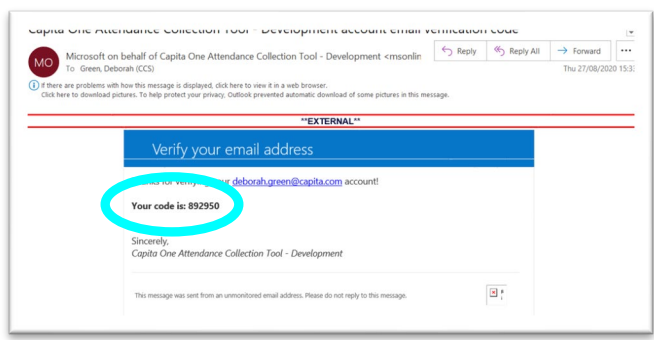 Capita One Attendance Collection Tool - Development account email verification code
MO
Microsoft on behalf of Capita One Attendance Collection Tool - Development <msonlin
Reply
Reply All
Forward
To Green, Deborah (CCS)
Thu 27/08/2020 15:33
If there are problems with how this message is displayed, click here to view it in a web browser.
Click here to download pictures. To help protect your privacy, Outlook prevented automatic download of some pictures in this message.
**EXTERNAL**
Verify your email address
for your deborah.green@capita.com account!
Your code is: 892950
Sincerely,
Capita One Attendance Collection Tool - Development
This message was sent from an unmonitored email address. Please do not reply to this message.